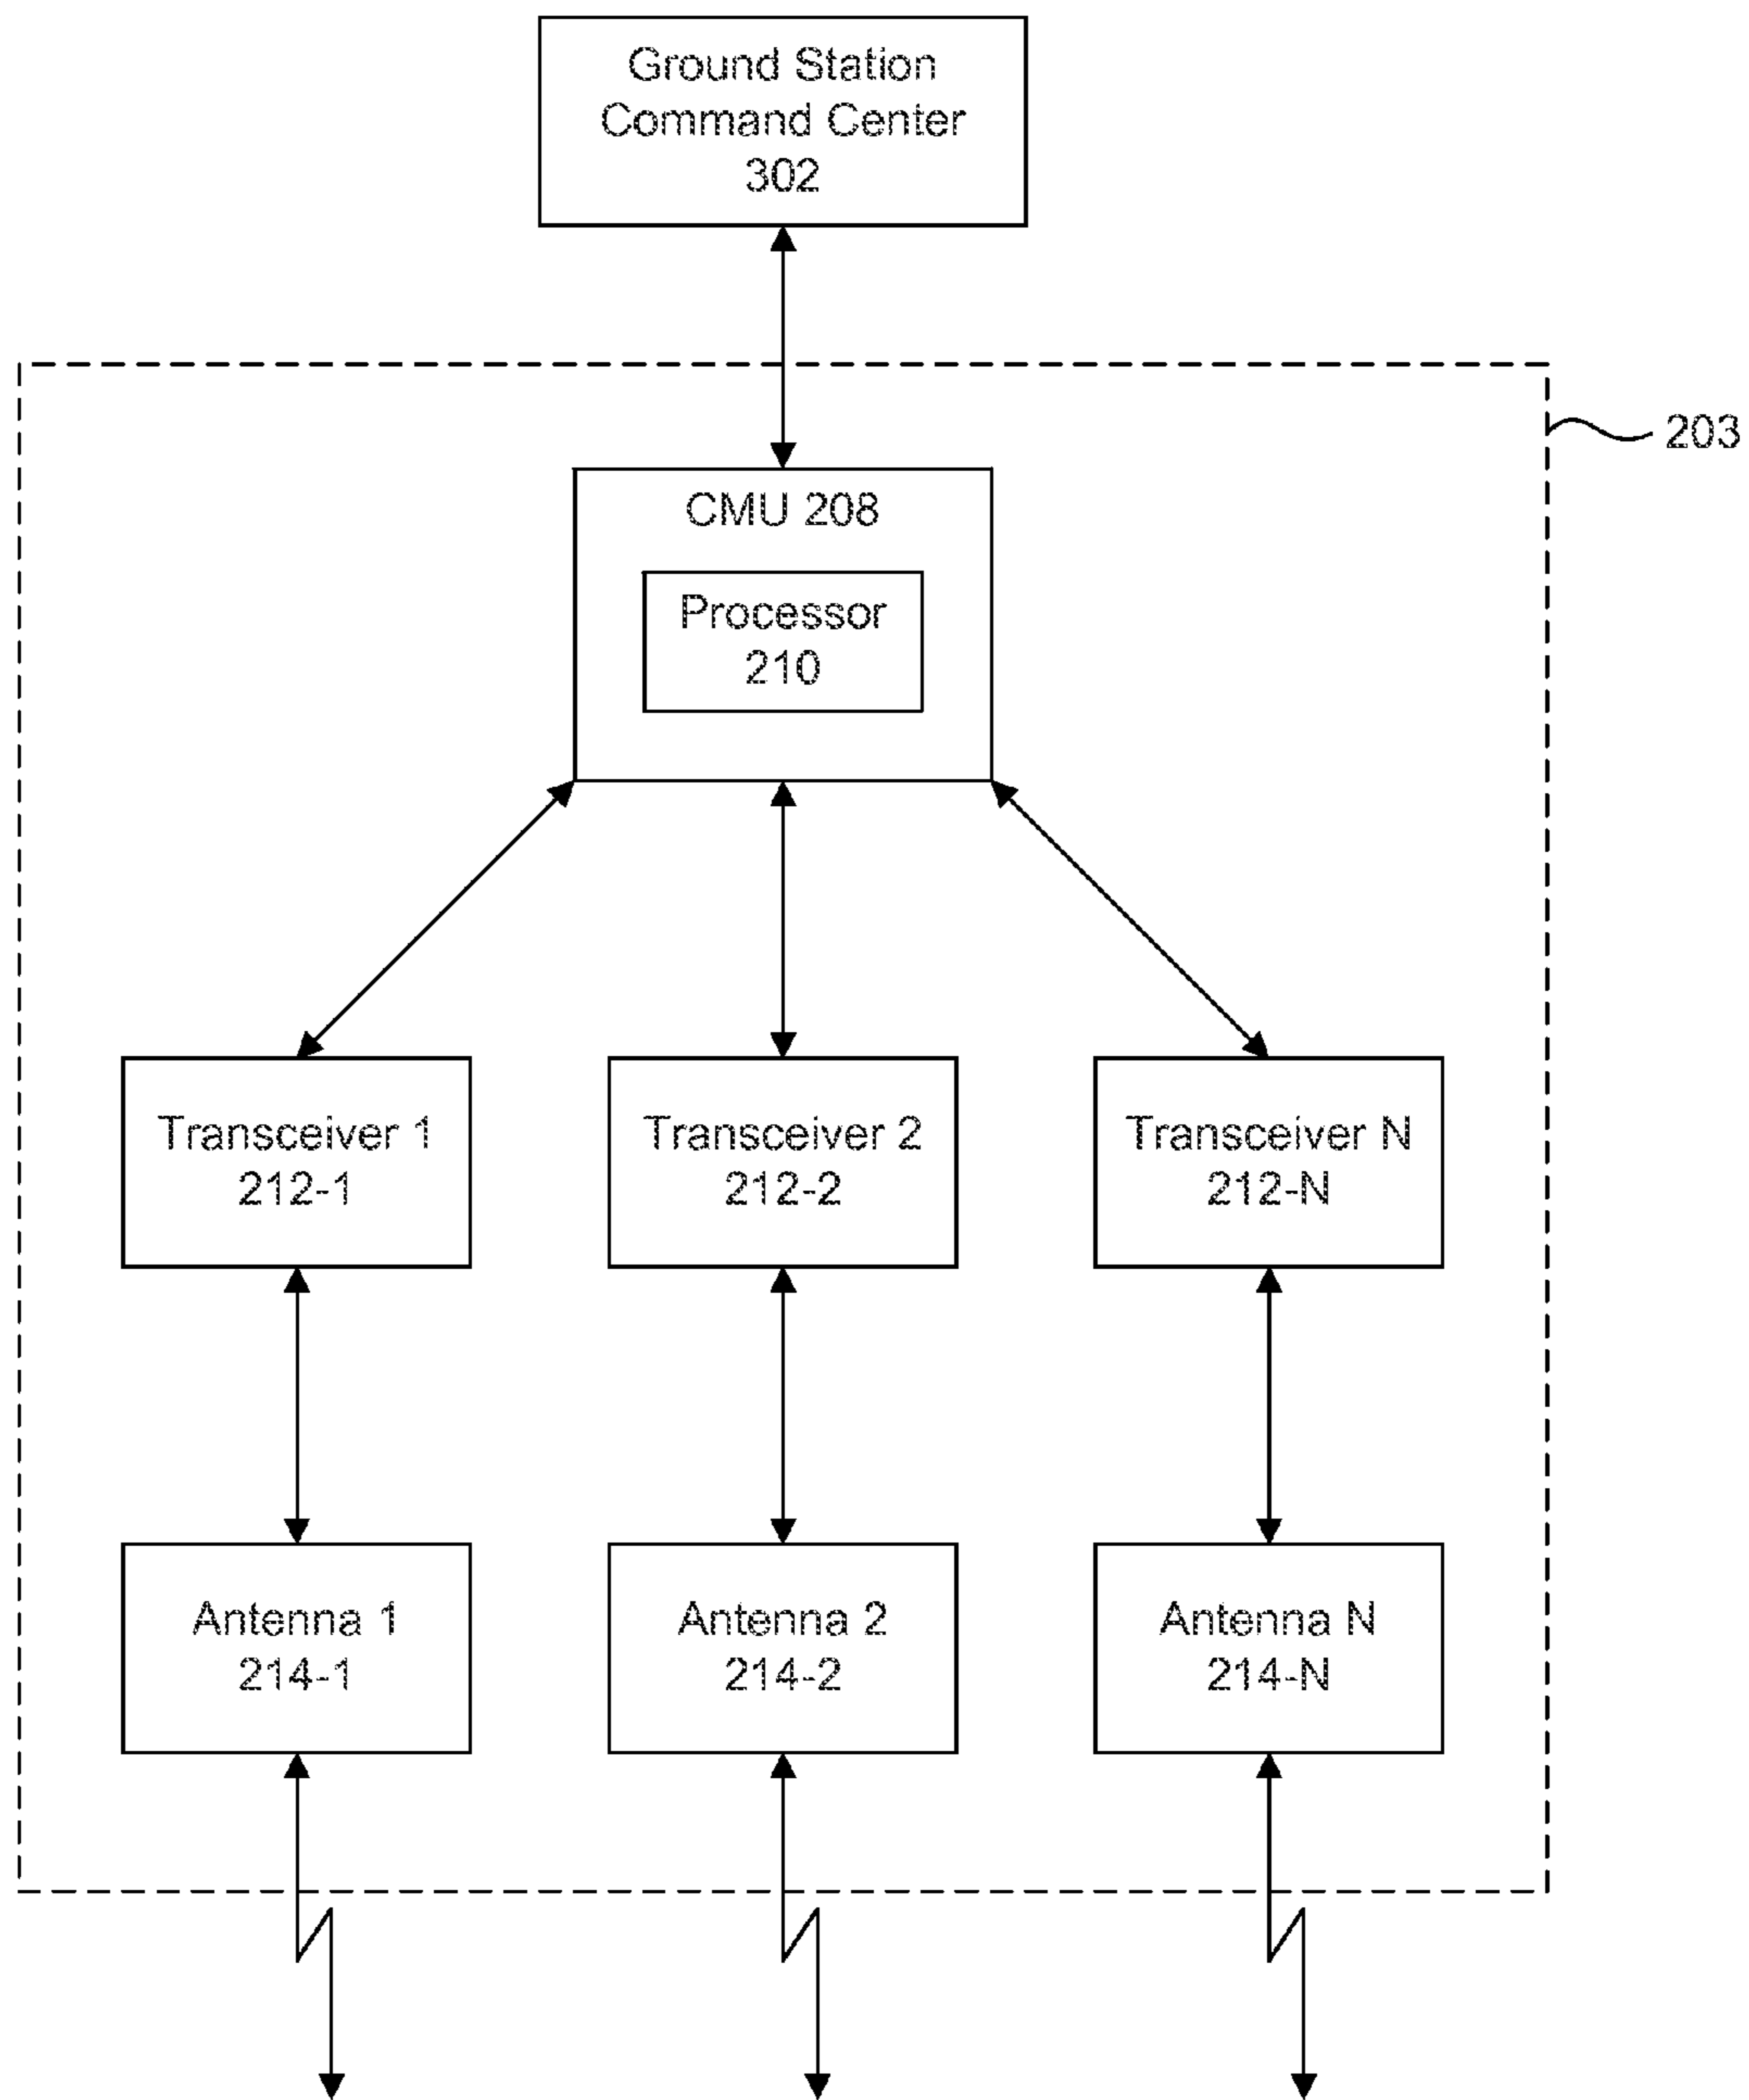 Ground Station
Command Center
302
203
CMU 208
Processor
210
Transceiver 1
212-1
Transceiver 2
212-2
Transceiver N
212-N
Antenna 1
214-1
Antenna 2
214-2
Antenna N
214-N